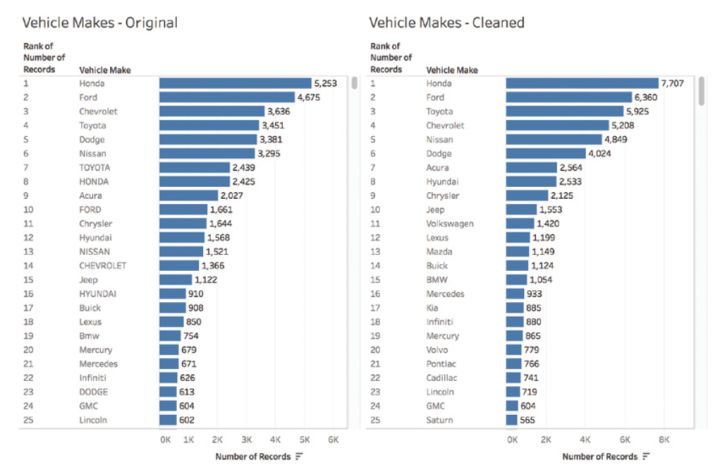 Vehicle Makes - Original
Rank of
Number of
Records Vehicle Make
1 Honda 5,253
2 Ford 4,675
3 Chevrolet 3,636
4 Toyota 3,451
5 Dodge 3,381
6 Nissan 3,295
7 TOYOTA 2,439
8 HONDA 2,425
9 Acura 2,027
10 FORD 1,661
11 Chrysler 1,644
12 Hyundai 1,568
13 NISSAN 1,521
14 CHEVROLET 1,366
15 Jeep 1,122
16 HYUNDAI 910
17 Buick 908
18 Lexus 850
19 Bmw 754
20 Mercury 679
21 Mercedes 671
22 Infiniti 626
23 DODGE 613
24 GMC 604
25 Lincoln 602
0K 1K 2K 3K 4K 5K 6K
Number of Records
Vehicle Makes - Cleaned
Rank of
Number of
Records Vehicle Make
1 Honda 7,707
2 Ford 6,360
3 Toyota 5,925
4 Chevrolet 5,208
5 Nissan 4,849
6 Dodge 4,024
7 Acura 2,564
8 Hyundai 2,533
9 Chrysler 2,125
10 Jeep 1,553
11 Volkswagen 1,420
12 Lexus 1,199
13 Mazda 1,149
14 Buick 1,124
15 BMW 1,054
16 Mercedes 933
17 Kia 885
18 Infiniti 880
19 Mercury 865
20 Volvo 779
21 Pontiac 766
22 Cadillac 741
23 Lincoln 719
24 GMC 604
25 Saturn 565
0K 2K 4K 6K 8K
Number of Records